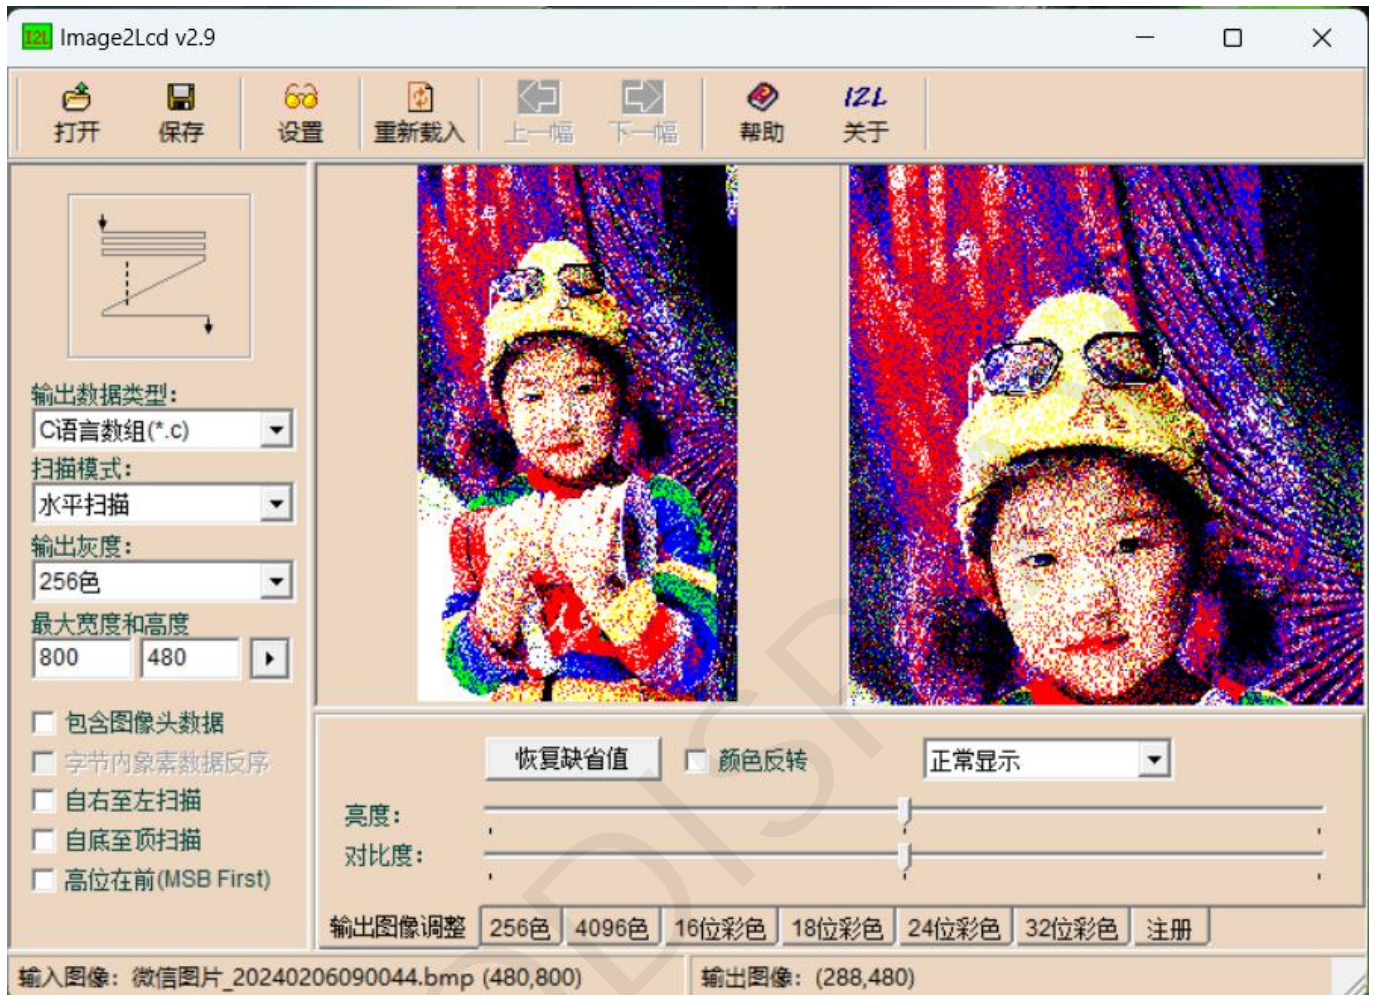 I2L Image2Lcd v2.9
打开 保存 设置 重新载入 上一幅 下一幅 帮助 I2L 关于
输出数据类型：
C语言数组(*.c)
扫描模式：
水平扫描
输出灰度：
256色
最大宽度和高度
800 480
包含图像头数据
字节内象素数据反序
自右至左扫描
自底至顶扫描
高位在前(MSB First)
恢复缺省值 颜色反转 正常显示
亮度：
对比度：
输出图像调整 256色 4096色 16位彩色 18位彩色 24位彩色 32位彩色 注册
输入图像：微信图片_20240206090044.bmp (480,800) 输出图像：(288,480)